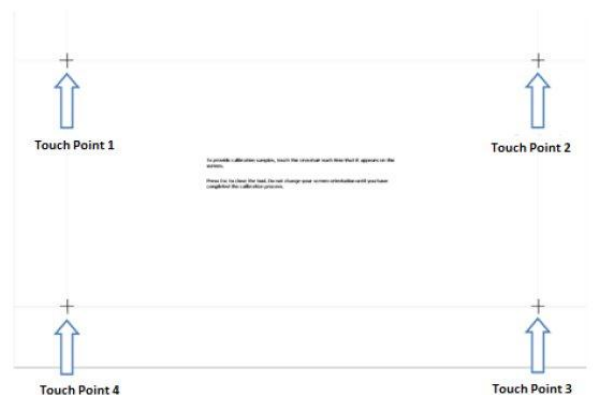 Touch Point 1
Touch Point 2
To provide calibration samples, touch the crosshair each time that it appears on the
screen.
Press Esc to close the tool. Do not change your screen orientation until you have
completed the calibration process.
Touch Point 4
Touch Point 3